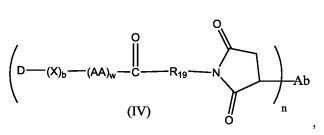 O
O
D—(X)b—(AA)w—C—R19—N
Ab
n
O
(IV)
,